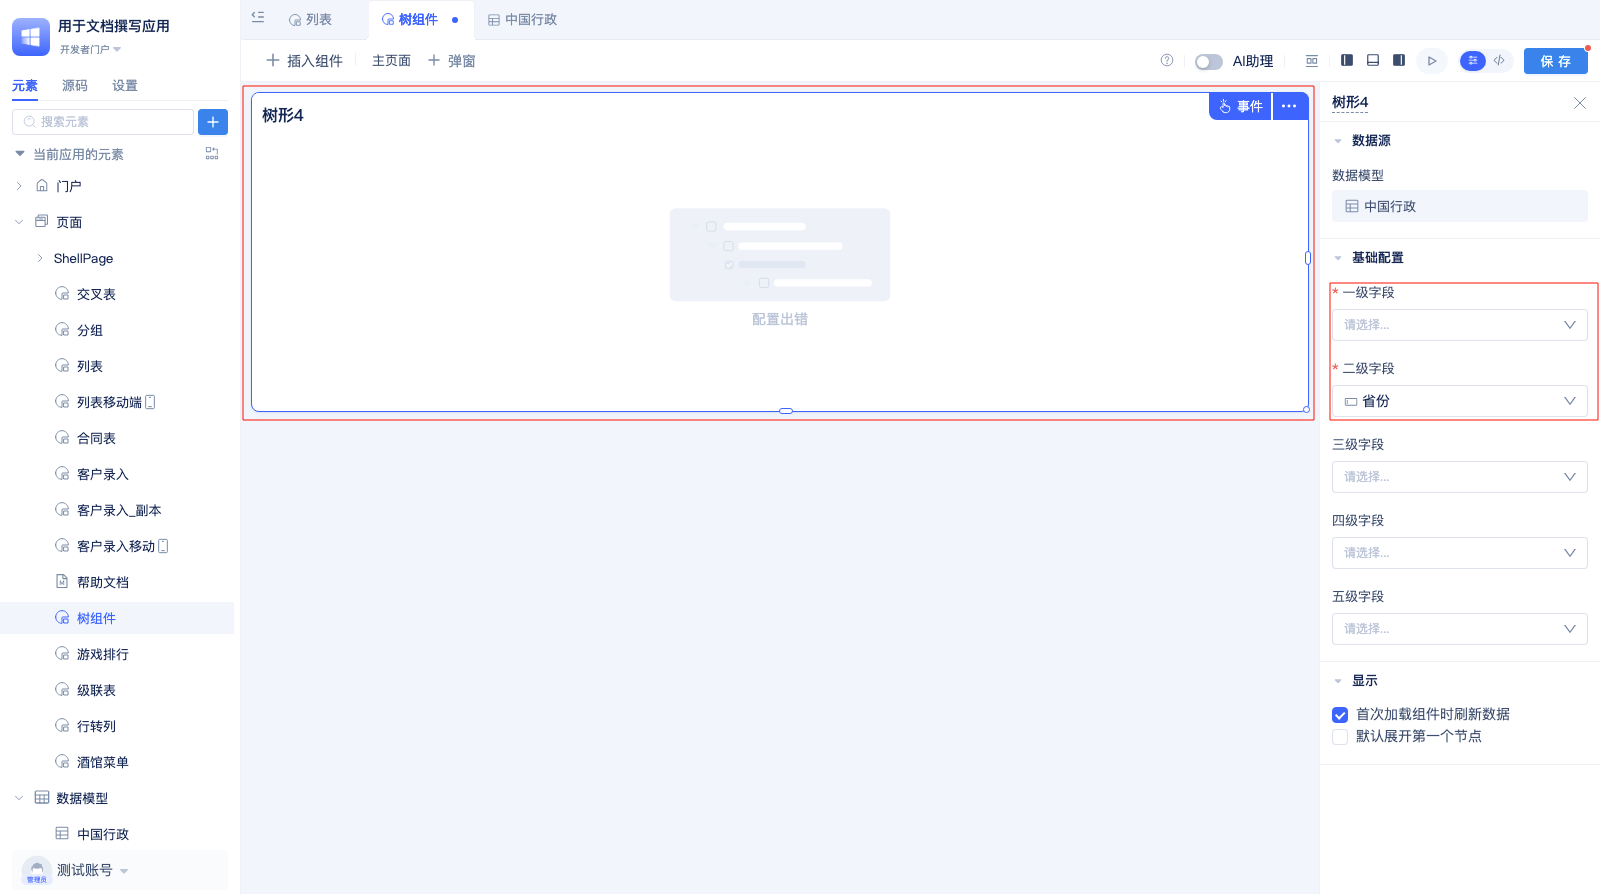 用于文档撰写应用
开发者门户
元素 源码 设置
搜索元素
当前应用的元素
门户
页面
ShellPage
交叉表
分组
列表
列表移动端
合同表
客户录入
客户录入_副本
客户录入移动
帮助文档
树组件
游戏排行
级联表
行转列
酒馆菜单
数据模型
中国行政
管理员
测试账号
列表 树组件 中国行政
插入组件 主页面 弹窗
AI助理
保 存
树形4
事件
配置出错
树形4
数据源
数据模型
中国行政
基础配置
* 一级字段
请选择...
* 二级字段
省份
三级字段
请选择...
四级字段
请选择...
五级字段
请选择...
显示
首次加载组件时刷新数据
默认展开第一个节点